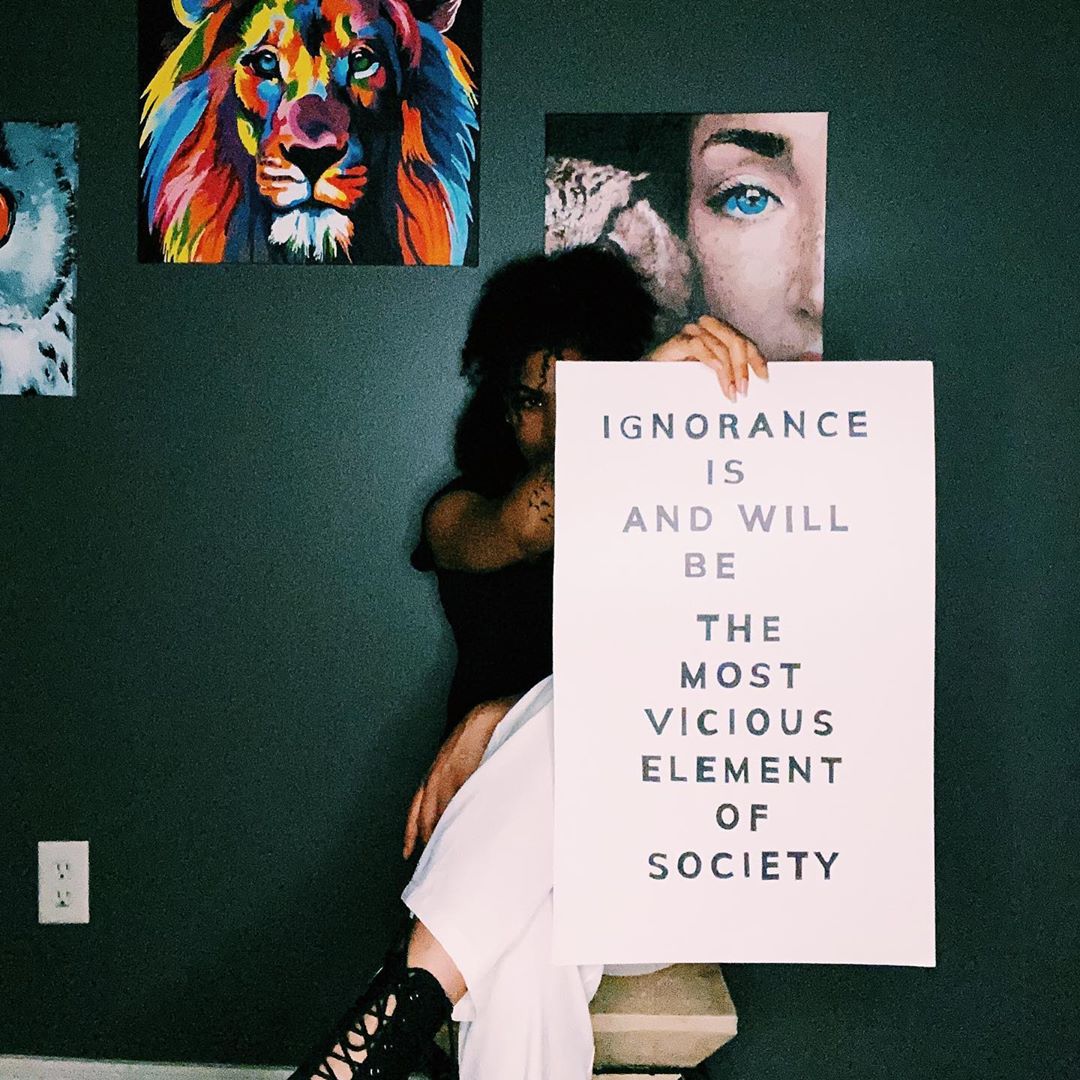 IGNORANCE
IS
AND WILL
BE
THE
MOST
VICIOUS
ELEMENT
OF
SOCIETY